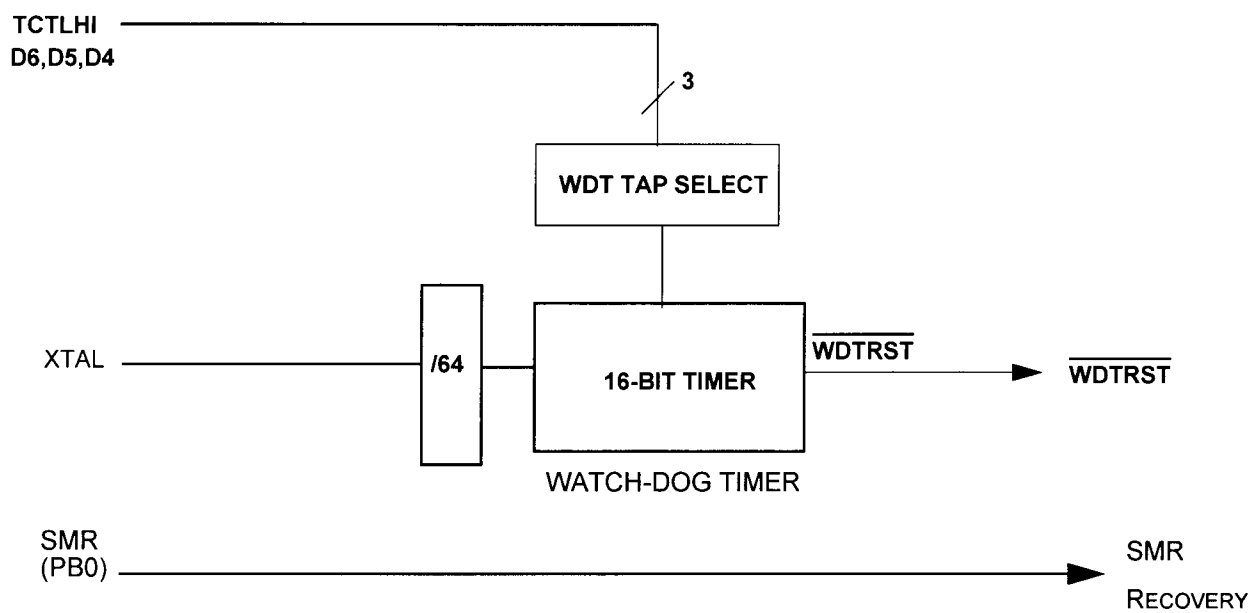 TCTLHI
D6,D5,D4
3
WDT TAP SELECT
XTAL
/64
16-BIT TIMER
WDTRST
WDTRST
WATCH-DOG TIMER
SMR
(PB0)
SMR
RECOVERY